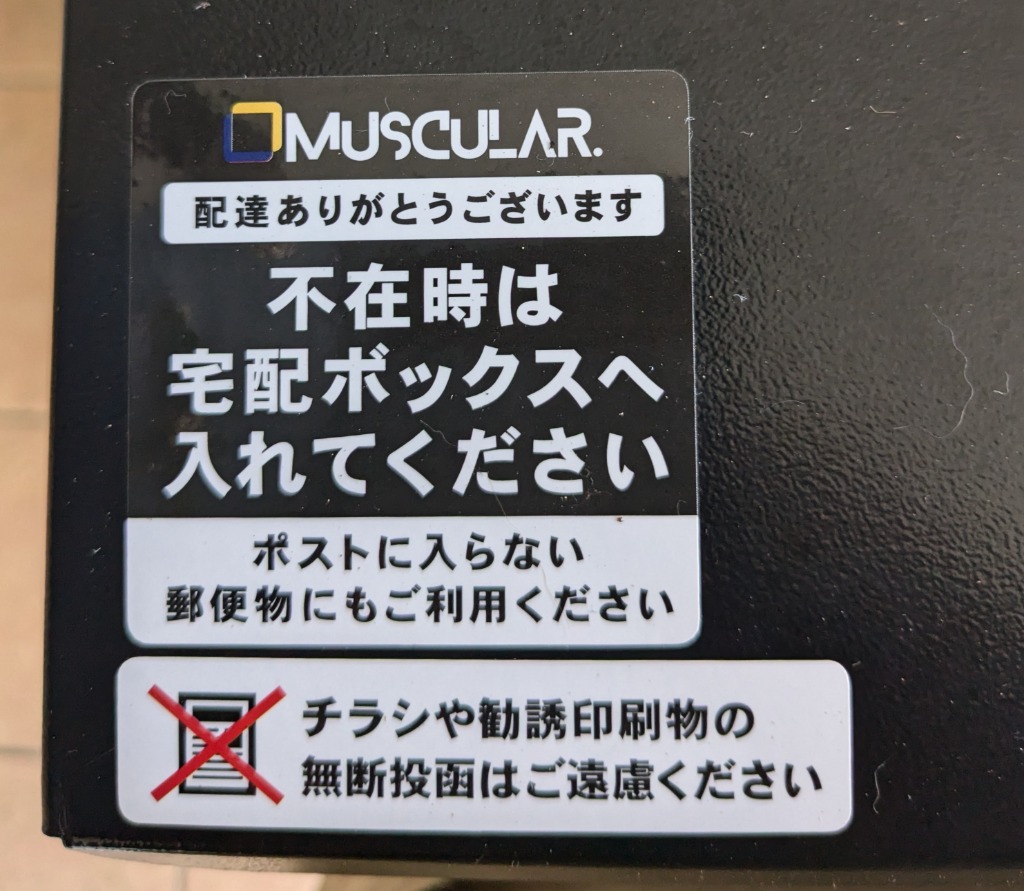 MUSCULAR.
配達ありがとうございます
不在時は
宅配ボックスへ
入れてください
ポストに入らない
郵便物にもご利用ください
チラシや勧誘印刷物の
無断投函はご遠慮ください